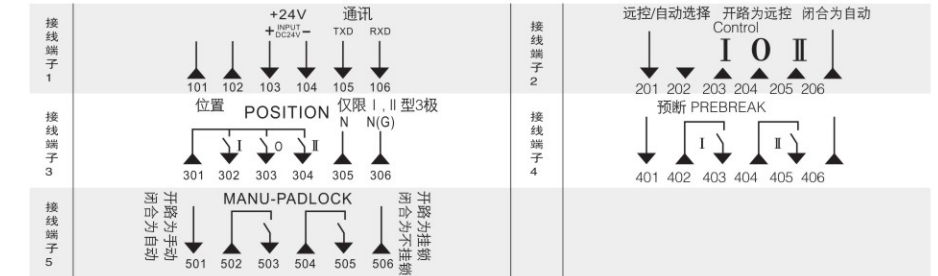 接线端子1
+24V 通讯
+ INPUT DC24V − TXD RXD
101 102 103 104 105 106
接线端子2
远控/自动选择 开路为远控 闭合为自动
Control
I O II
201 202 203 204 205 206
接线端子3
位置 POSITION 仅限 I , II 型3极
N N(G)
I O II
301 302 303 304 305 306
接线端子4
预断 PREBREAK
I II
401 402 403 404 405 406
接线端子5
开路为手动
闭合为自动
MANU-PADLOCK
开路为挂锁
闭合为不挂锁
501 502 503 504 505 506